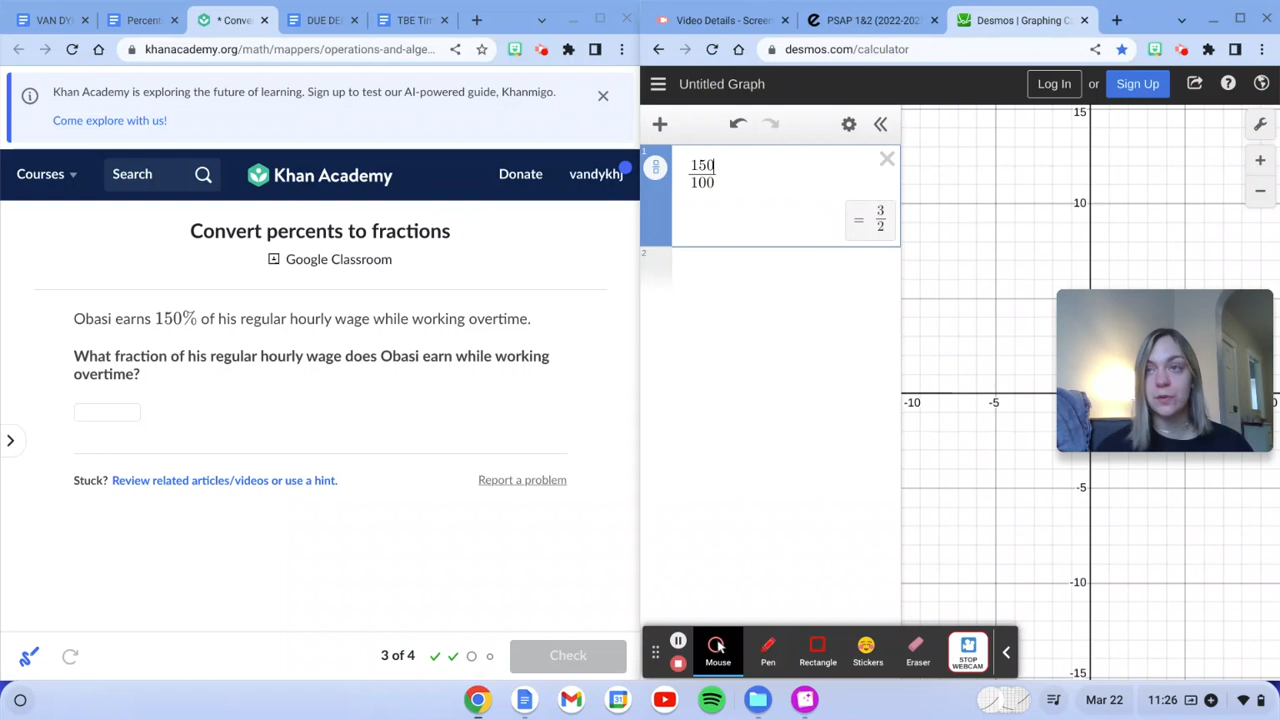 VAN DY
Percent
* Conve
DUE DE
TBE Tim
Video Details - Screen
PSAP 1&2 (2022-202
Desmos | Graphing C
khanacademy.org/math/mappers/operations-and-alge...
desmos.com/calculator
Khan Academy is exploring the future of learning. Sign up to test our AI-powered guide, Khanmigo.
Come explore with us!
Untitled Graph
Log In or Sign Up
Courses
Search
Khan Academy
Donate
vandykhj
1
150
100
= 3
2
2
Convert percents to fractions
Google Classroom
Obasi earns 150% of his regular hourly wage while working overtime.
What fraction of his regular hourly wage does Obasi earn while working
overtime?
Stuck? Review related articles/videos or use a hint.
Report a problem
3 of 4
Check
15
10
-10
-5
0
-5
-10
-15
Mouse
Pen
Rectangle
Stickers
Eraser
STOP
WEBCAM
Mar 22
11:26